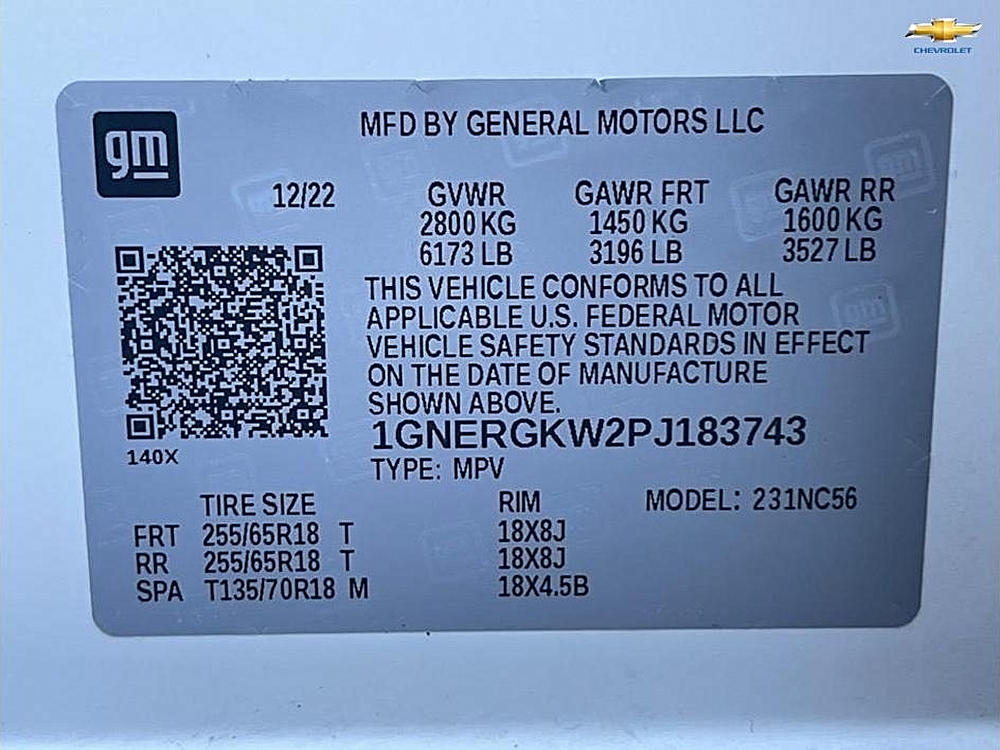 CHEVROLET
gm
MFD BY GENERAL MOTORS LLC
12/22 GVWR GAWR FRT GAWR RR
2800 KG 1450 KG 1600 KG
6173 LB 3196 LB 3527 LB
THIS VEHICLE CONFORMS TO ALL
APPLICABLE U.S. FEDERAL MOTOR
VEHICLE SAFETY STANDARDS IN EFFECT
ON THE DATE OF MANUFACTURE
SHOWN ABOVE.
1GNERGKW2PJ183743
140X
TYPE: MPV
TIRE SIZE RIM MODEL: 231NC56
FRT 255/65R18 T 18X8J
RR 255/65R18 T 18X8J
SPA T135/70R18 M 18X4.5B